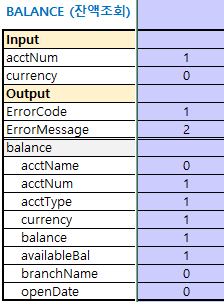 BALANCE (잔액조회)
Input
acctNum 1
currency 0
Output
ErrorCode 1
ErrorMessage 2
balance
acctName 0
acctNum 1
acctType 1
currency 1
balance 1
availableBal 1
branchName 0
openDate 0